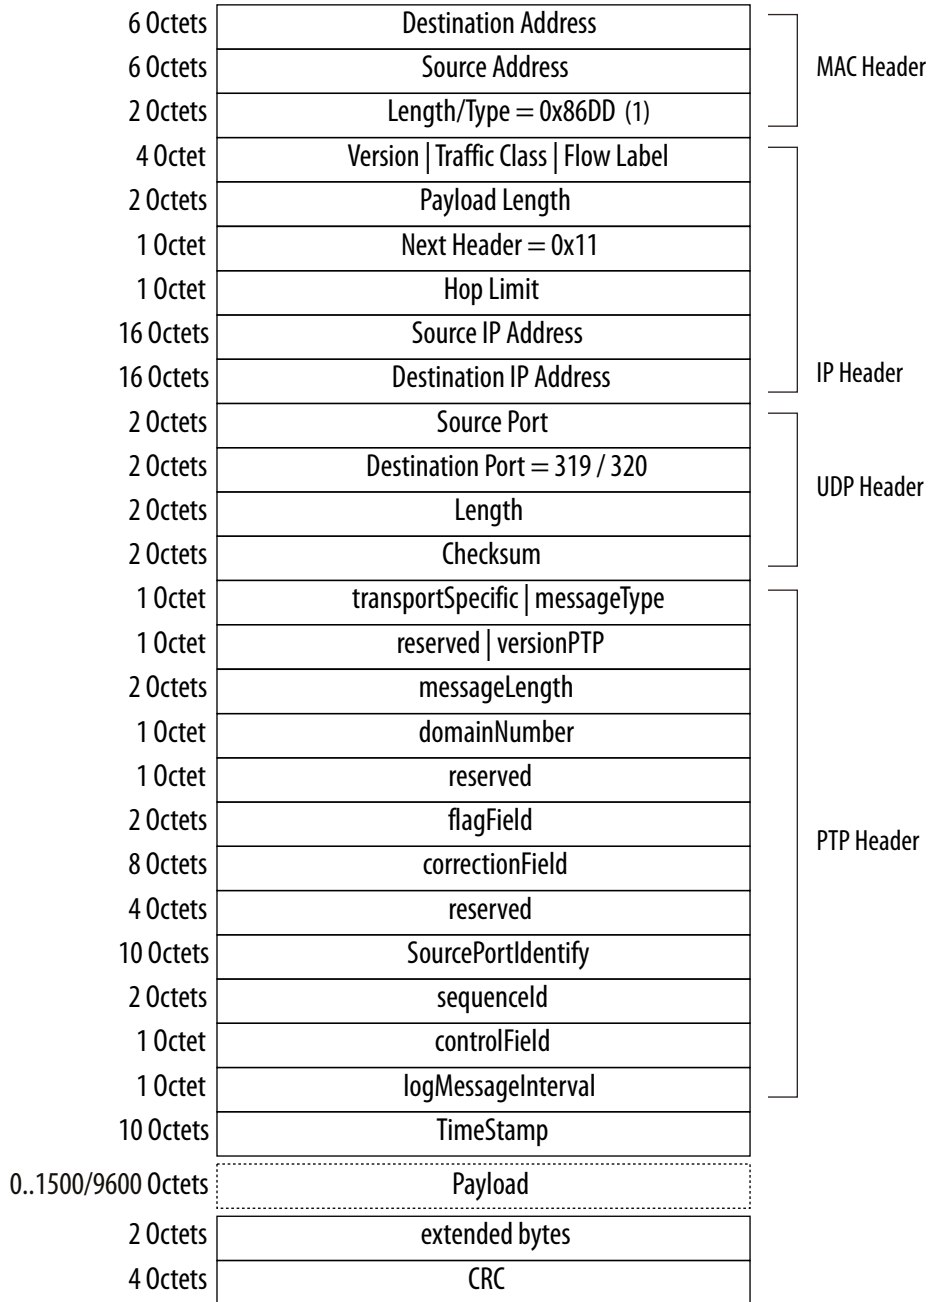 6 Octets Destination Address
6 Octets Source Address MAC Header
2 Octets Length/Type = 0x86DD (1)
4 Octet Version | Traffic Class | Flow Label
2 Octets Payload Length
1 Octet Next Header = 0x11
1 Octet Hop Limit
16 Octets Source IP Address
16 Octets Destination IP Address IP Header
2 Octets Source Port
2 Octets Destination Port = 319 / 320
UDP Header
2 Octets Length
2 Octets Checksum
1 Octet transportSpecific | messageType
1 Octet reserved | versionPTP
2 Octets messageLength
1 Octet domainNumber
1 Octet reserved
2 Octets flagField
PTP Header
8 Octets correctionField
4 Octets reserved
10 Octets SourcePortIdentify
2 Octets sequenceId
1 Octet controlField
1 Octet logMessageInterval
10 Octets TimeStamp
0..1500/9600 Octets Payload
2 Octets extended bytes
4 Octets CRC